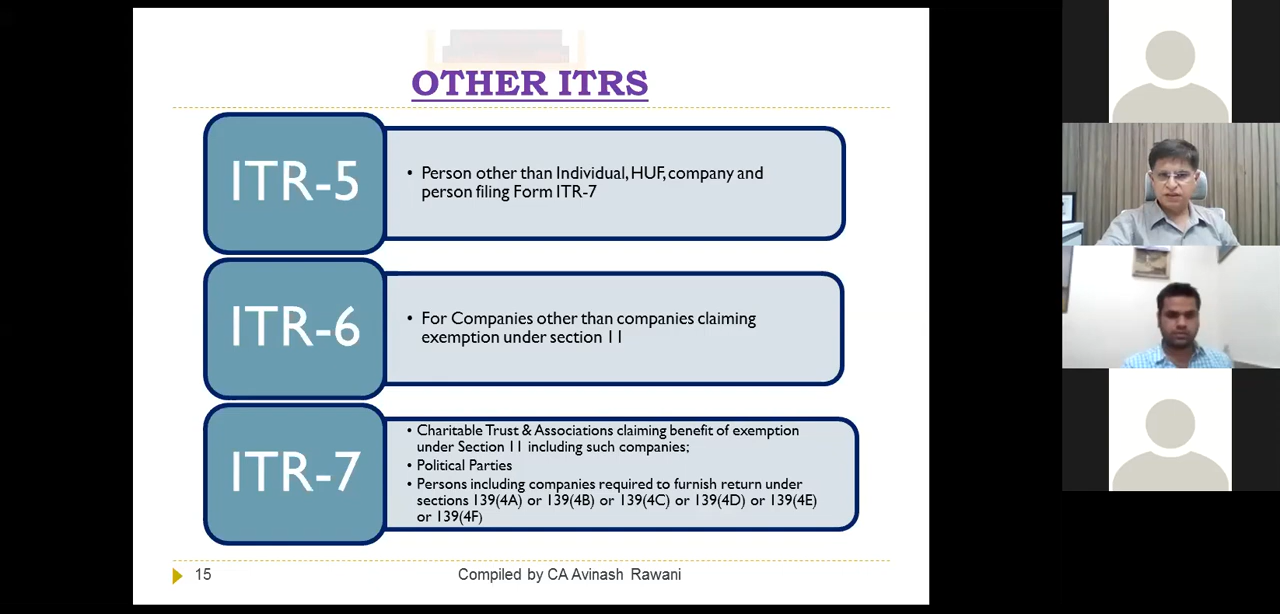 OTHER ITRS
ITR-5
• Person other than Individual, HUF, company and
person filing Form ITR-7
ITR-6
• For Companies other than companies claiming
exemption under section 11
ITR-7
• Charitable Trust & Associations claiming benefit of exemption
under Section 11 including such companies;
• Political Parties
• Persons including companies required to furnish return under
sections 139(4A) or 139(4B) or 139(4C) or 139(4D) or 139(4E)
or 139(4F)
15
Compiled by CA Avinash Rawani